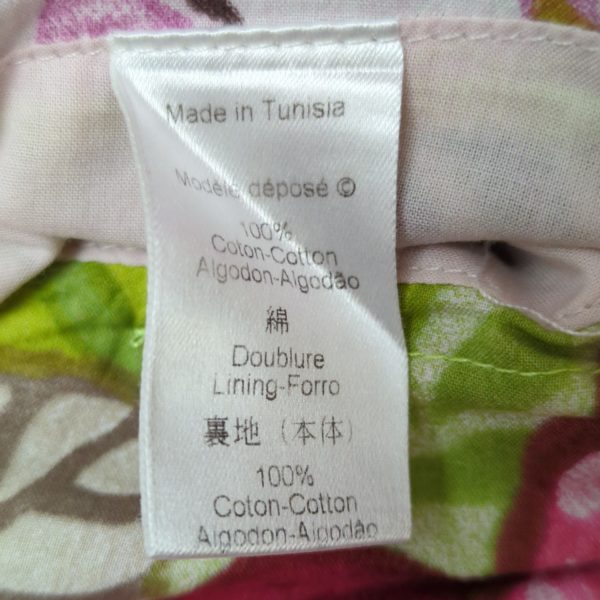 Made in Tunisia
Modèle déposé ©
100%
Coton-Cotton
Algodon-Algodão
綿
Doublure
Lining-Forro
裏地(本体)
100%
Coton-Cotton
Algodon-Algodão